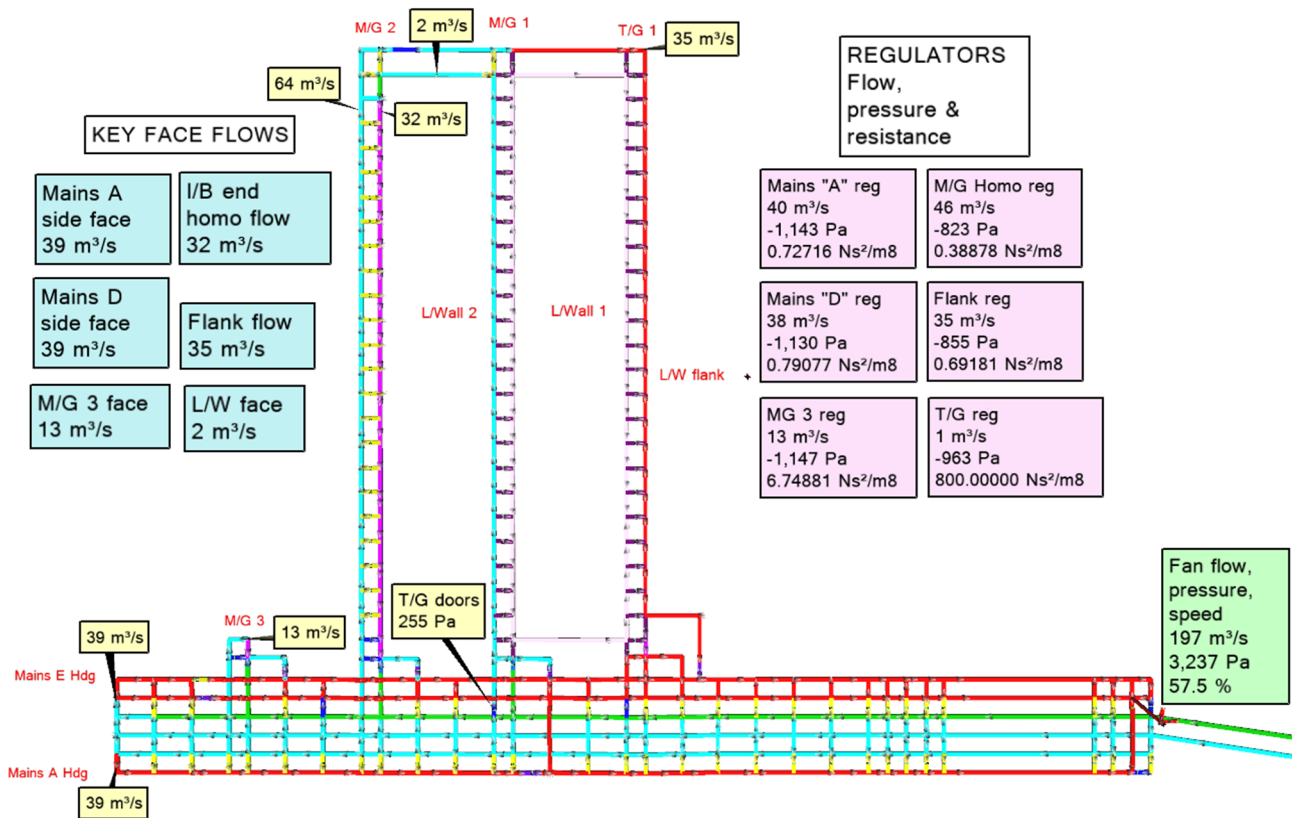 M/G 2
2 m³/s
M/G 1
T/G 1
35 m³/s
64 m³/s
32 m³/s
REGULATORS
Flow,
pressure &
resistance
KEY FACE FLOWS
Mains A
side face
39 m³/s
I/B end
homo flow
32 m³/s
Mains D
side face
39 m³/s
Flank flow
35 m³/s
M/G 3 face
13 m³/s
L/W face
2 m³/s
L/Wall 2
L/Wall 1
L/W flank
Mains "A" reg
40 m³/s
-1,143 Pa
0.72716 Ns²/m8
M/G Homo reg
46 m³/s
-823 Pa
0.38878 Ns²/m8
Mains "D" reg
38 m³/s
-1,130 Pa
0.79077 Ns²/m8
Flank reg
35 m³/s
-855 Pa
0.69181 Ns²/m8
MG 3 reg
13 m³/s
-1,147 Pa
6.74881 Ns²/m8
T/G reg
1 m³/s
-963 Pa
800.00000 Ns²/m8
T/G doors
255 Pa
M/G 3
13 m³/s
39 m³/s
Mains E Hdg
Mains A Hdg
39 m³/s
Fan flow,
pressure,
speed
197 m³/s
3,237 Pa
57.5 %